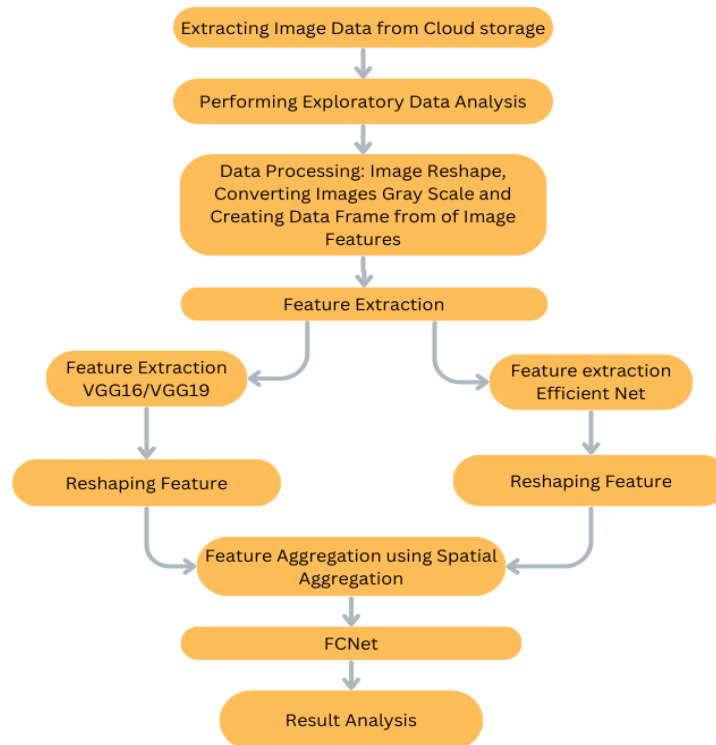 Extracting Image Data from Cloud storage
Performing Exploratory Data Analysis
Data Processing: Image Reshape,
Converting Images Gray Scale and
Creating Data Frame from of Image
Features
Feature Extraction
Feature Extraction
VGG16/VGG19
Feature extraction
Efficient Net
Reshaping Feature
Reshaping Feature
Feature Aggregation using Spatial
Aggregation
FCNet
Result Analysis